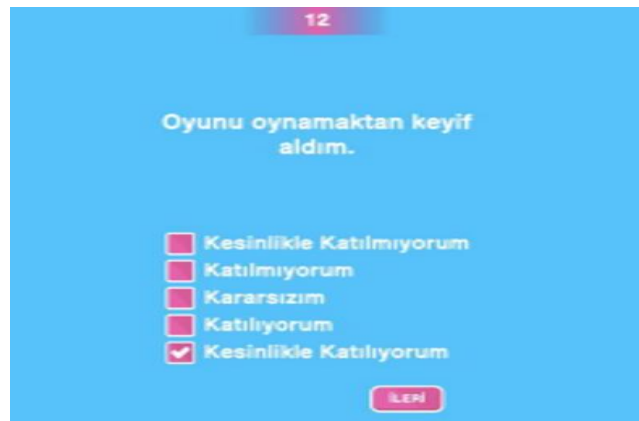 12
Oyunu oynamaktan keyif
aldım.
Kesinlikle Katılmıyorum
Katılmıyorum
Kararsızım
Katılıyorum
Kesinlikle Katılıyorum
İLERİ